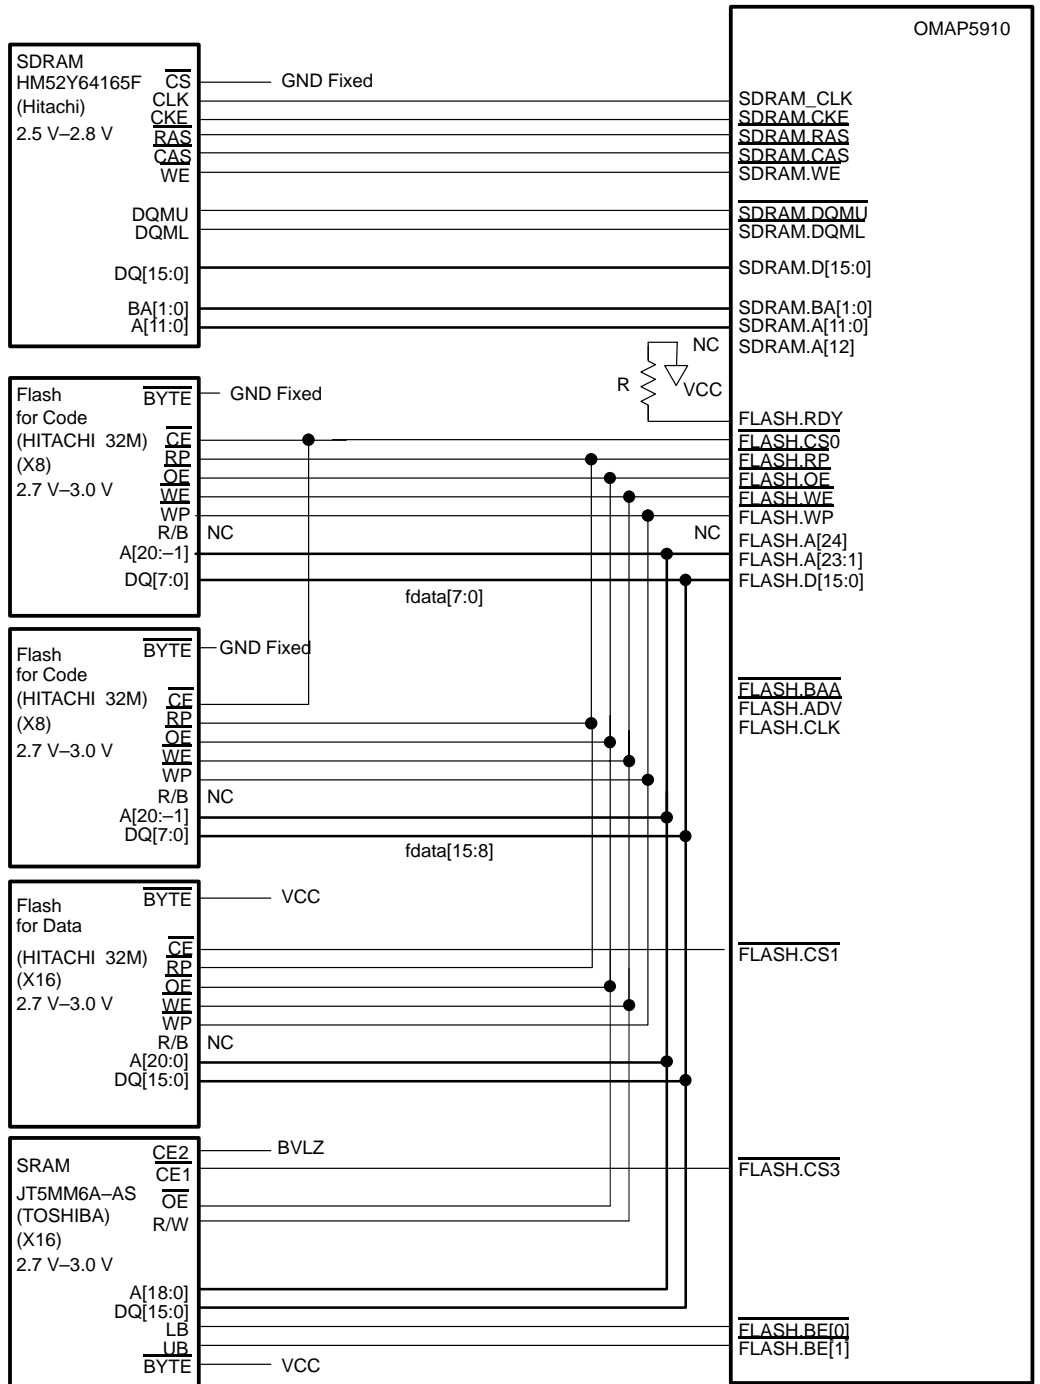 OMAP5910
SDRAM
HM52Y64165F
(Hitachi)
2.5 V–2.8 V
CS
CLK
CKE
RAS
CAS
WE
DQMU
DQML
DQ[15:0]
BA[1:0]
A[11:0]
GND Fixed
SDRAM_CLK
SDRAM.CKE
SDRAM.RAS
SDRAM.CAS
SDRAM.WE
SDRAM.DQMU
SDRAM.DQML
SDRAM.D[15:0]
SDRAM.BA[1:0]
SDRAM.A[11:0]
NC
SDRAM.A[12]
R
VCC
Flash
for Code
(HITACHI 32M)
(X8)
2.7 V–3.0 V
BYTE
CE
RP
OE
WE
WP
R/B
A[20:–1]
DQ[7:0]
GND Fixed
NC
fdata[7:0]
FLASH.RDY
FLASH.CS0
FLASH.RP
FLASH.OE
FLASH.WE
FLASH.WP
NC
FLASH.A[24]
FLASH.A[23:1]
FLASH.D[15:0]
Flash
for Code
(HITACHI 32M)
(X8)
2.7 V–3.0 V
BYTE
CE
RP
OE
WE
WP
R/B
A[20:–1]
DQ[7:0]
GND Fixed
NC
fdata[15:8]
FLASH.BAA
FLASH.ADV
FLASH.CLK
Flash
for Data
(HITACHI 32M)
(X16)
2.7 V–3.0 V
BYTE
CE
RP
OE
WE
WP
R/B
A[20:0]
DQ[15:0]
VCC
NC
FLASH.CS1
SRAM
JT5MM6A–AS
(TOSHIBA)
(X16)
2.7 V–3.0 V
CE2
CE1
OE
R/W
A[18:0]
DQ[15:0]
LB
UB
BYTE
BVLZ
VCC
FLASH.CS3
FLASH.BE[0]
FLASH.BE[1]